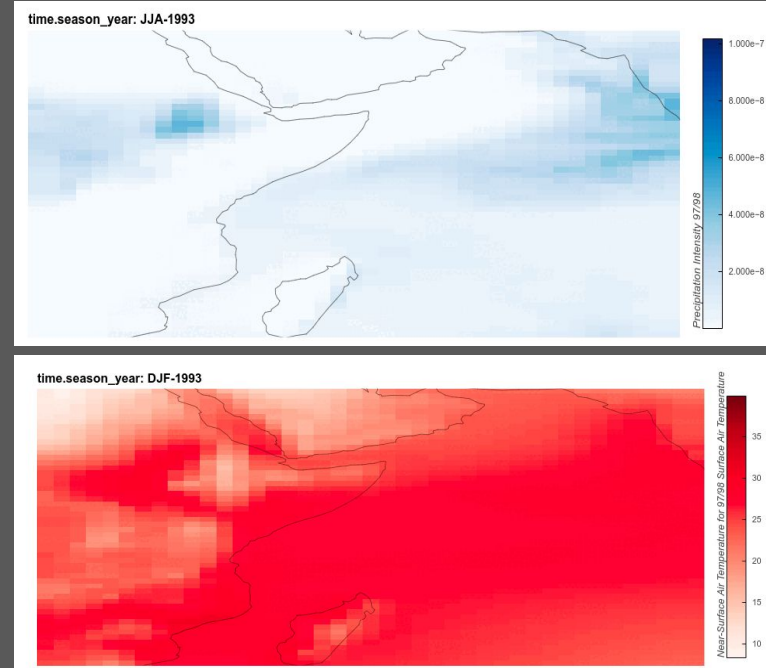 time.season_year: JJA-1993
1.000e-7
8.000e-8
6.000e-8
4.000e-8
2.000e-8
Precipitation Intensity 97/98
time.season_year: DJF-1993
35
30
25
20
15
10
Near-Surface Air Temperature for 97/98 Surface Air Temperature